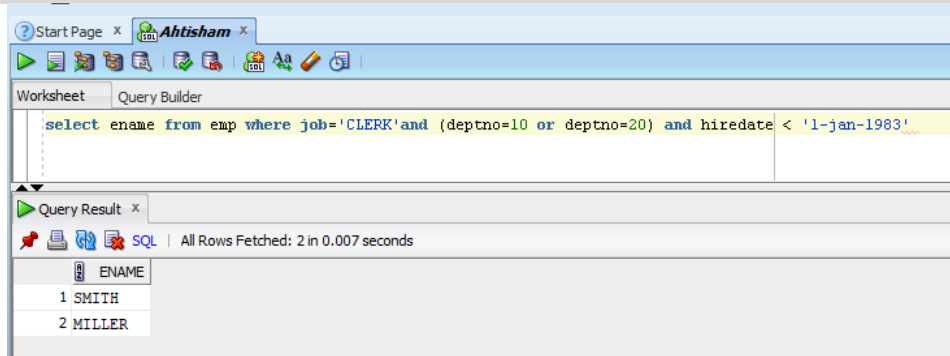 Start Page x Ahtisham x
Worksheet Query Builder
select ename from emp where job='CLERK'and (deptno=10 or deptno=20) and hiredate < '1-jan-1983'
Query Result x
SQL | All Rows Fetched: 2 in 0.007 seconds
ENAME
1 SMITH
2 MILLER